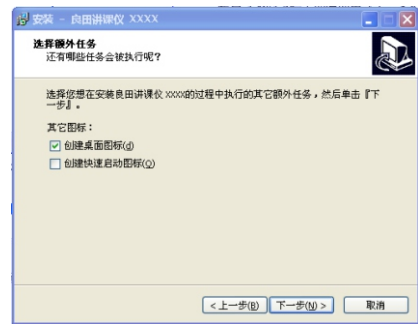 安装 - 良田讲课仪 XXXX
选择额外任务
还有哪些任务会被执行呢？
选择您想在安装良田讲课仪 XXXX的过程中执行的其它额外任务，然后单击『下
一步』。
其它图标：
创建桌面图标(d)
创建快速启动图标(Q)
<上一步(B)
下一步(N) >
取消